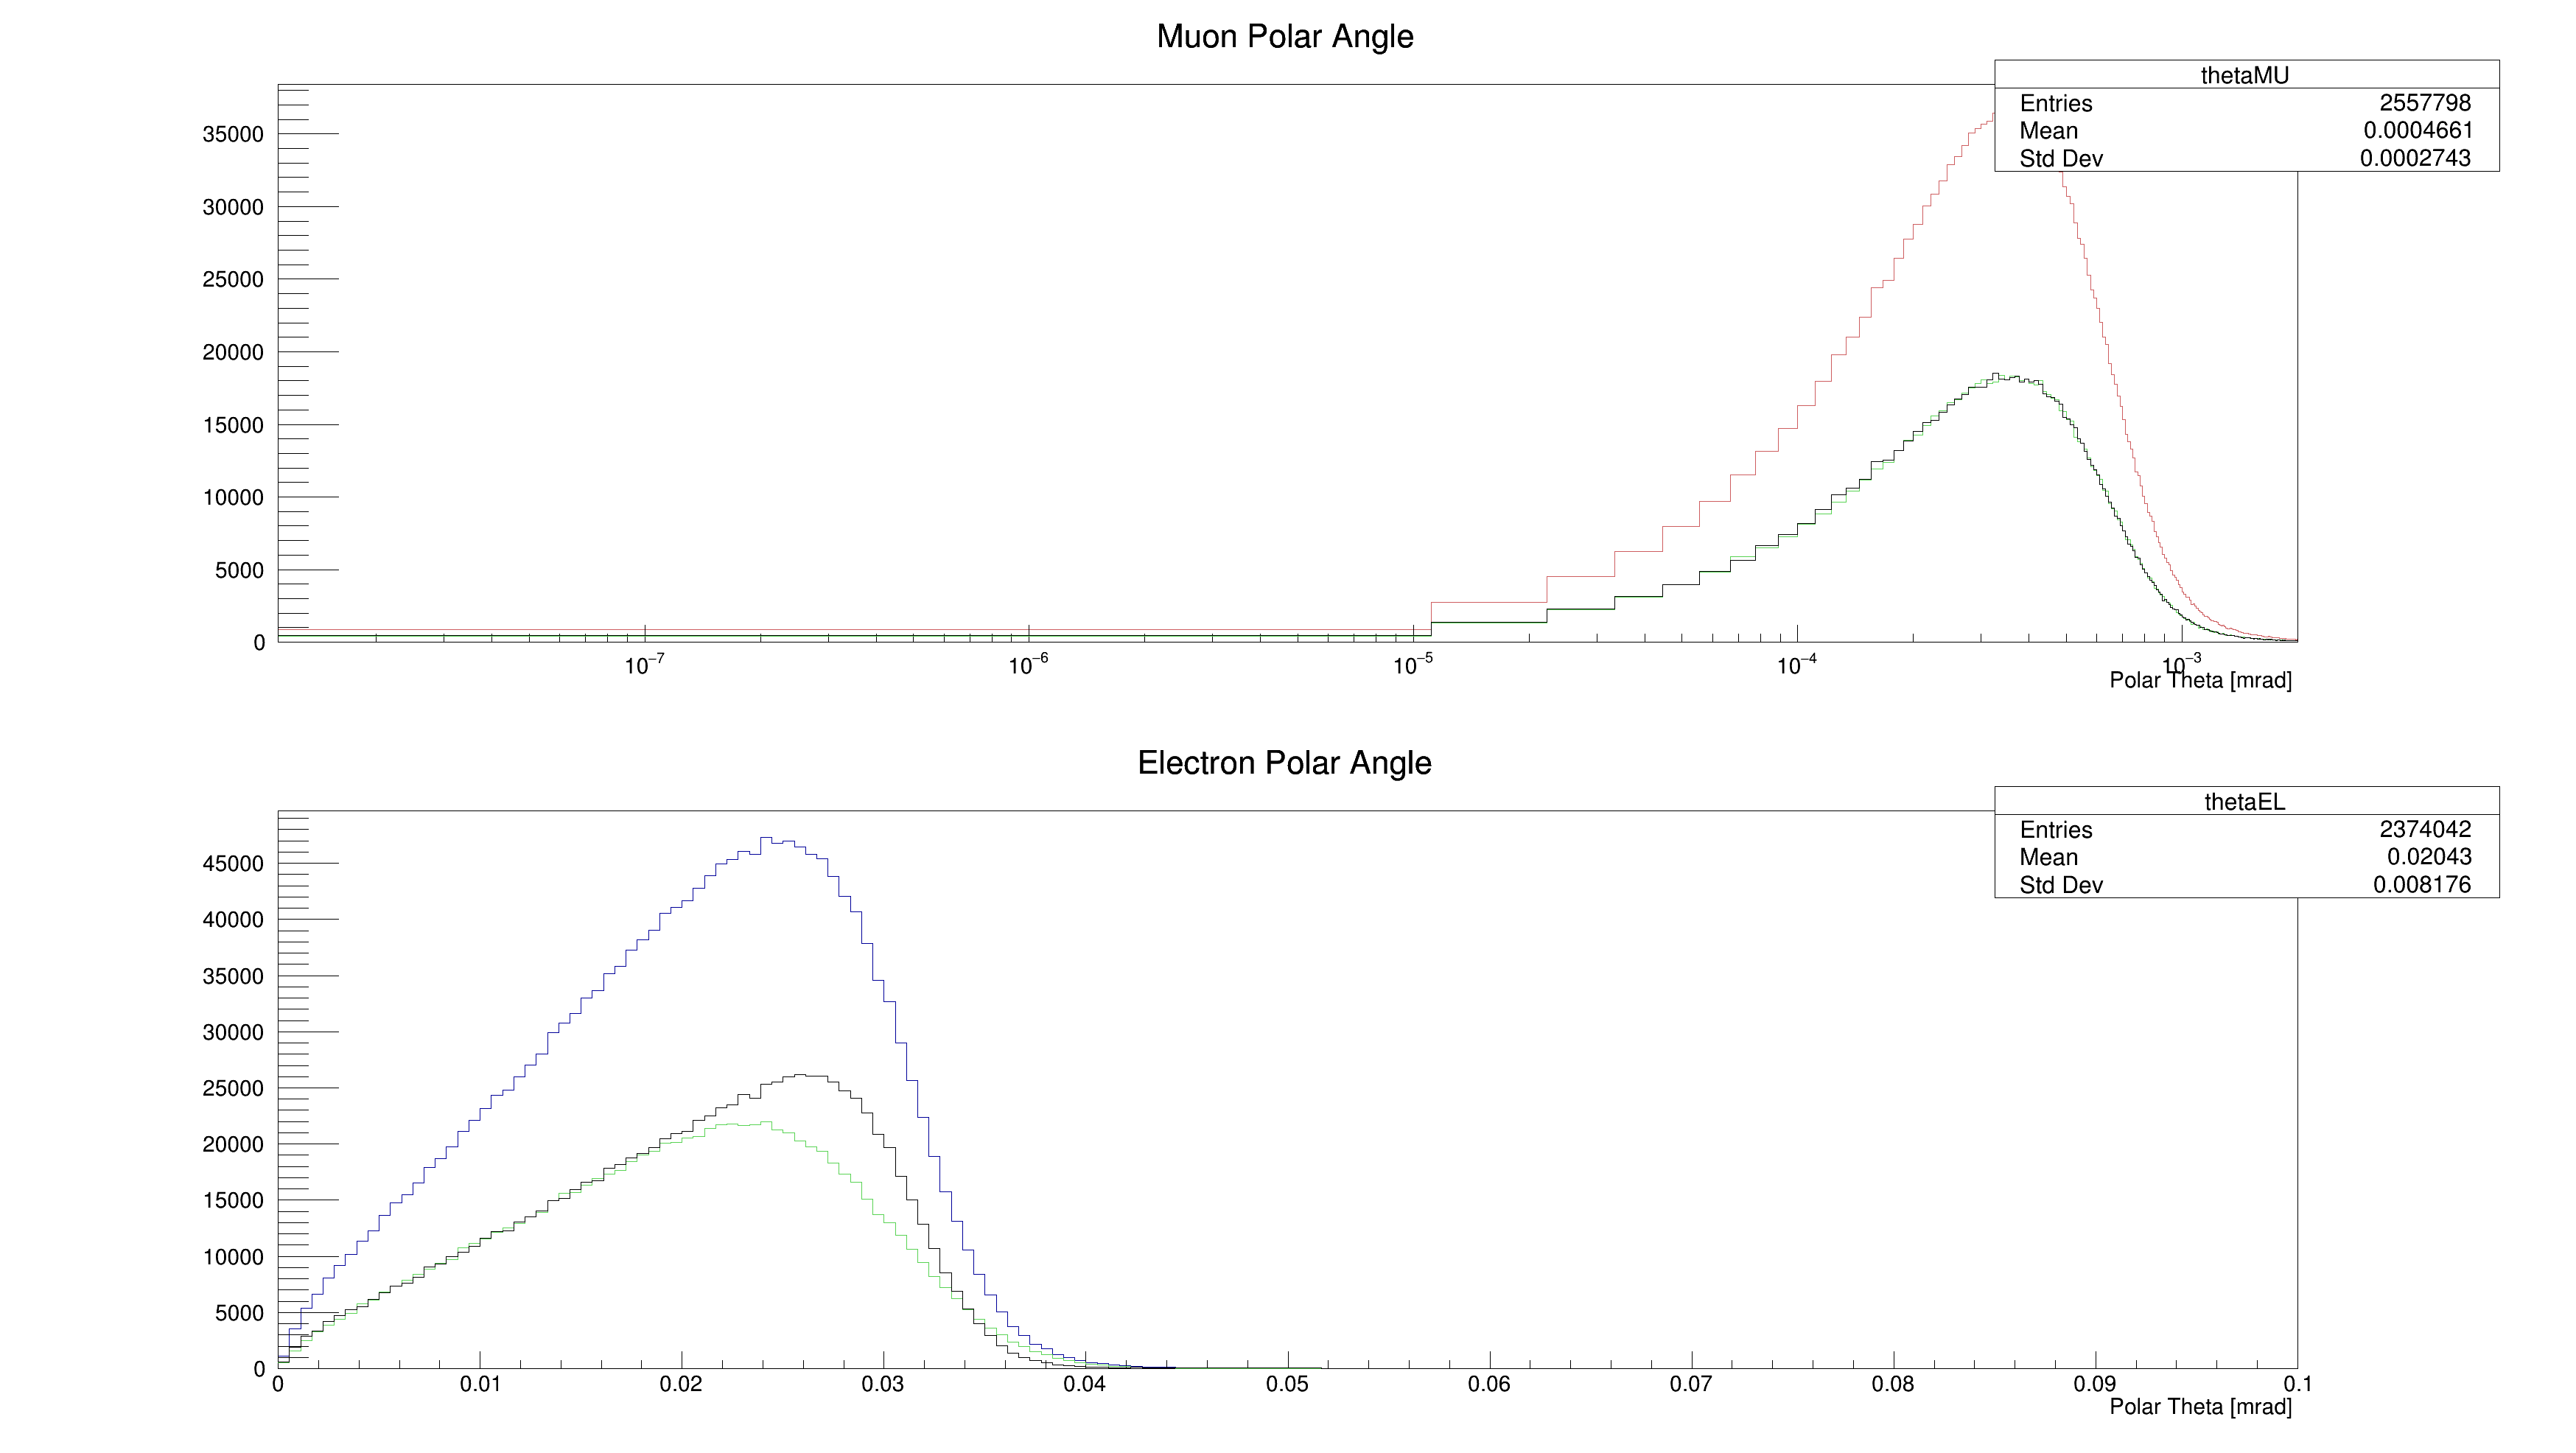 Muon Polar Angle
thetaMU
Entries 2557798
Mean 0.0004661
Std Dev 0.0002743
35000
30000
25000
20000
15000
10000
5000
0
10⁻⁷ 10⁻⁶ 10⁻⁵ 10⁻⁴ 10⁻³
Polar Theta [mrad]
Electron Polar Angle
thetaEL
Entries 2374042
Mean 0.02043
Std Dev 0.008176
45000
40000
35000
30000
25000
20000
15000
10000
5000
0
0 0.01 0.02 0.03 0.04 0.05 0.06 0.07 0.08 0.09 0.1
Polar Theta [mrad]